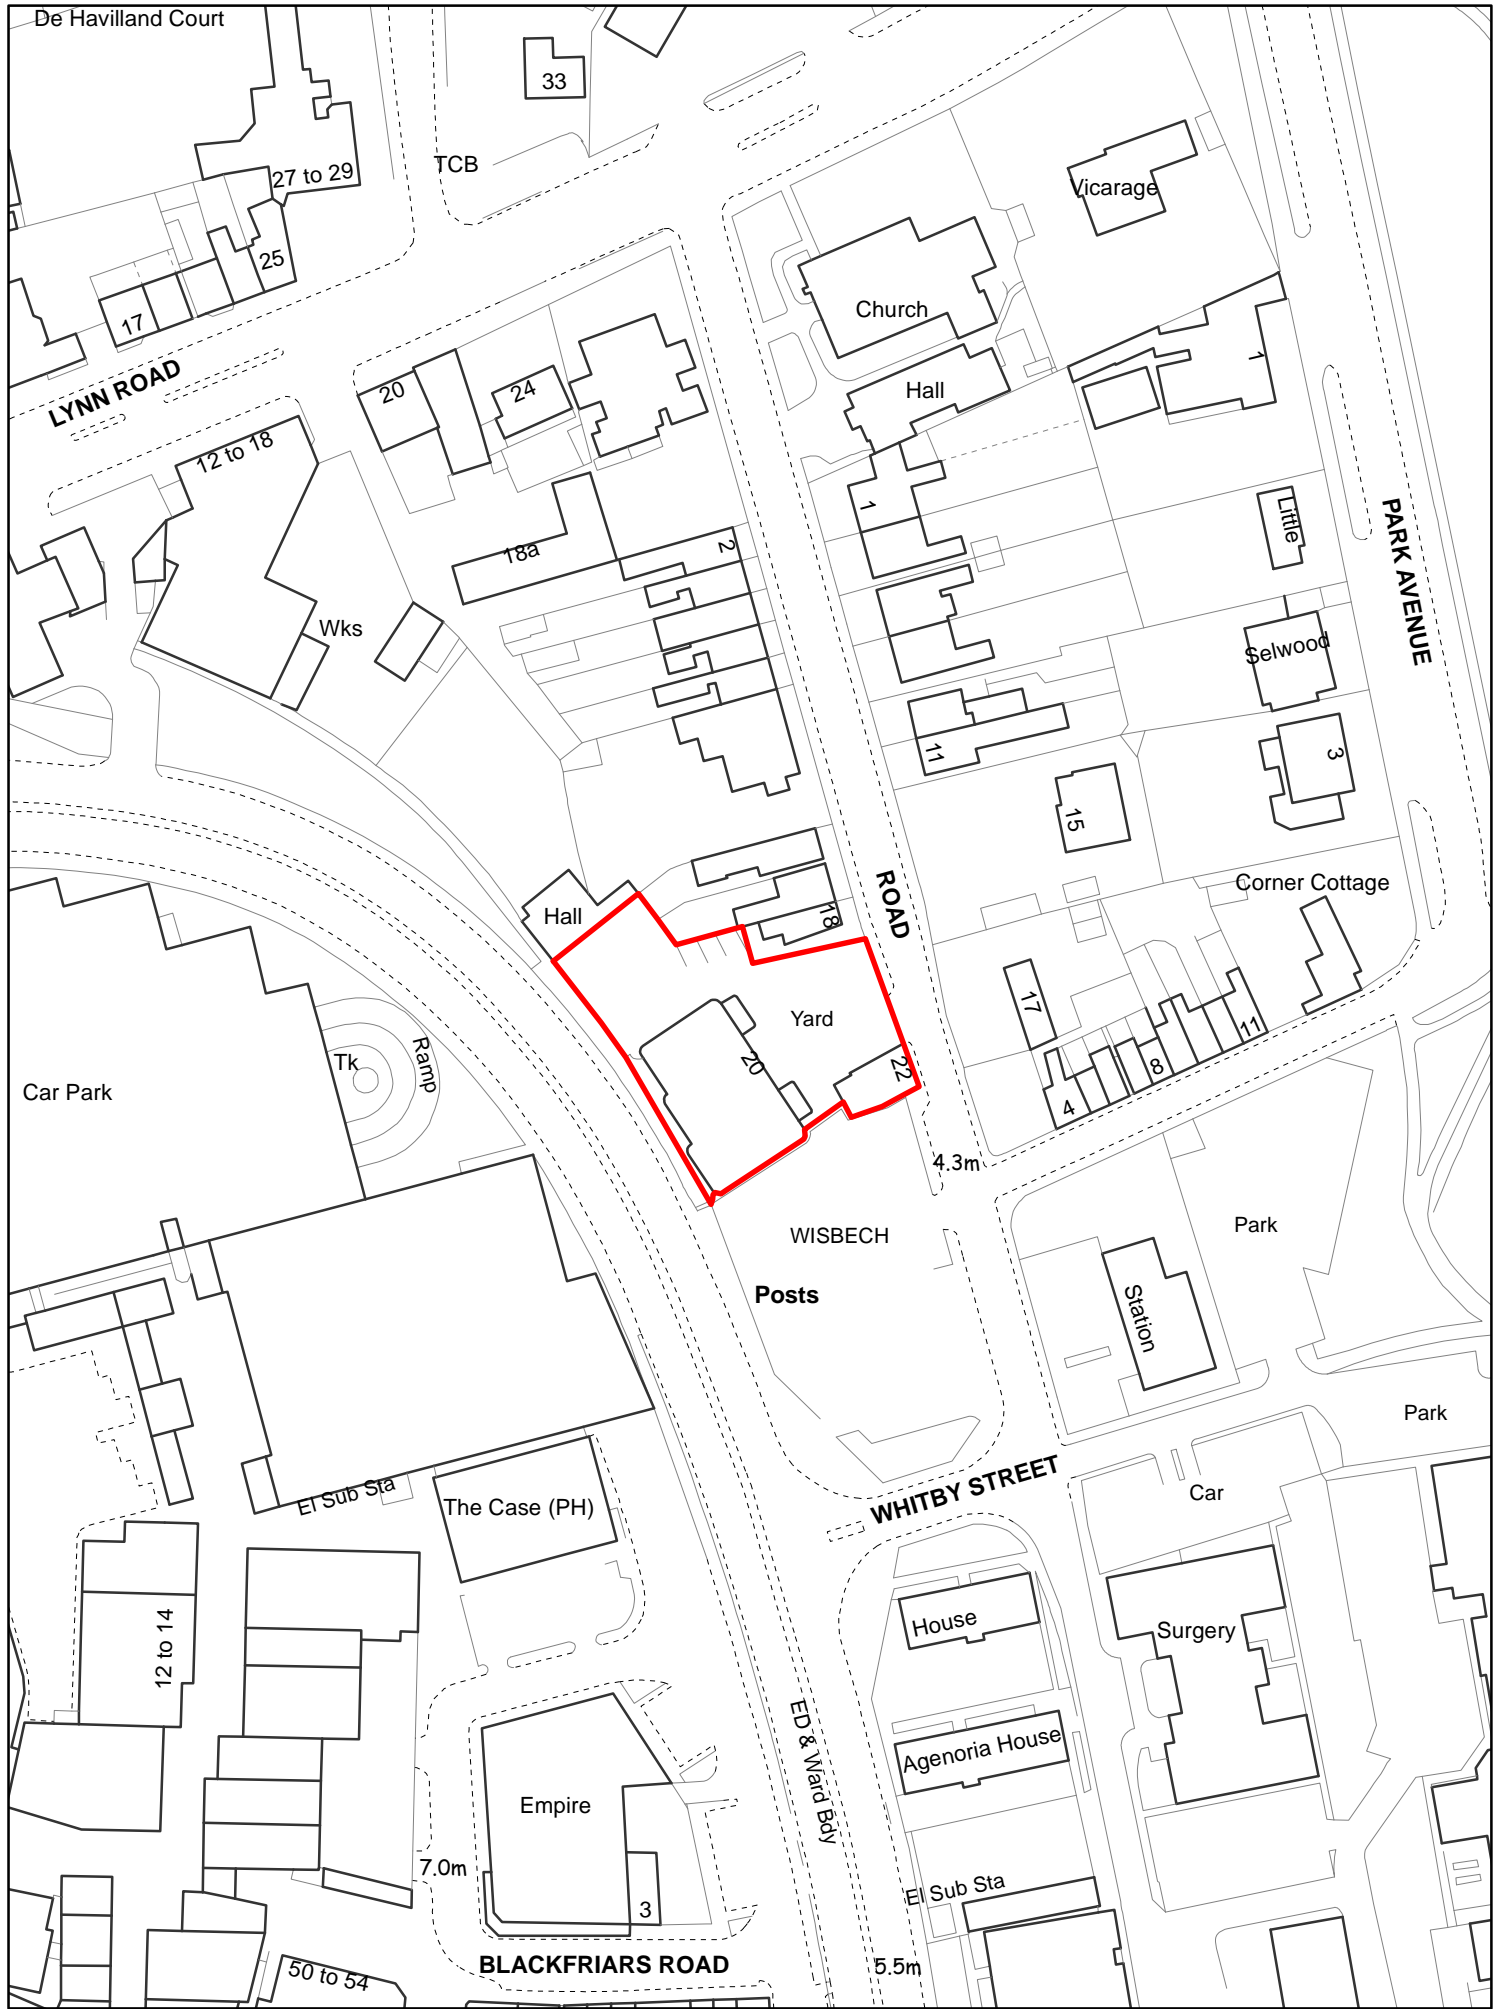 De Havilland Court
33
TCB
27 to 29
Vicarage
25
17
LYNN ROAD
Church
20
24
Hall
1
12 to 18
1
Little
PARK AVENUE
18a
2
Wks
Selwood
11
3
15
ROAD
Corner Cottage
Hall
18
17
Yard
11
Tk
Ramp
20
22
8
Car Park
4
4.3m
WISBECH
Park
Posts
Station
Park
WHITBY STREET
El Sub Sta
The Case (PH)
Car
House
Surgery
12 to 14
ED & Ward Bdy
Agenoria House
Empire
7.0m
El Sub Sta
3
BLACKFRIARS ROAD
5.5m
50 to 54